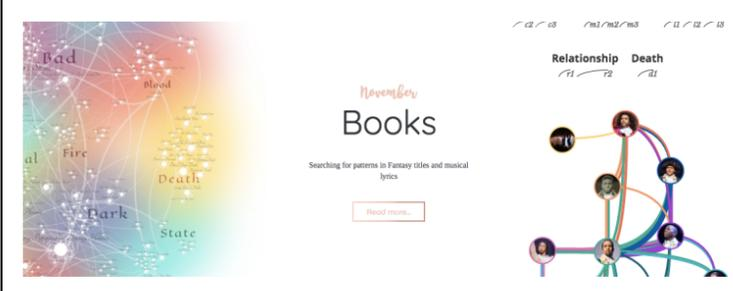 Bad
Blood
al
Fire
Death
Dark
State
November
Books
Searching for patterns in Fantasy titles and musical
lyrics
Read more...
c2 c3 m1 m2 m3 l1 l2 l3
Relationship Death
r1 r2 d1